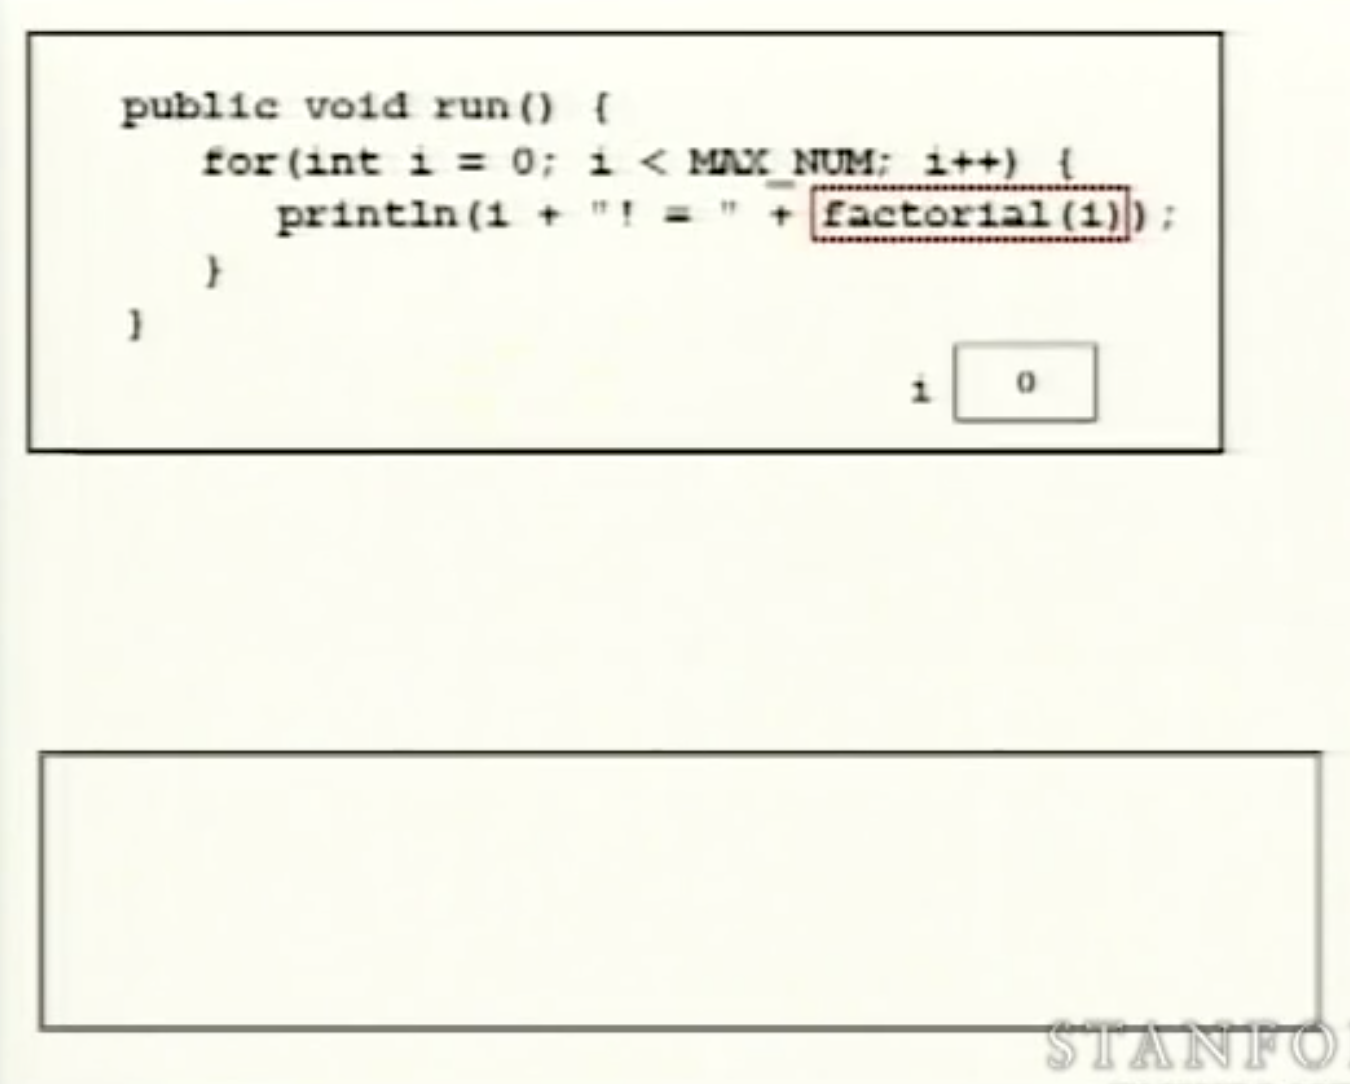 public void run() {
for(int i = 0; i < MAX_NUM; i++) {
println(i + "! = " + factorial(i));
}
}
i 0
STANFO